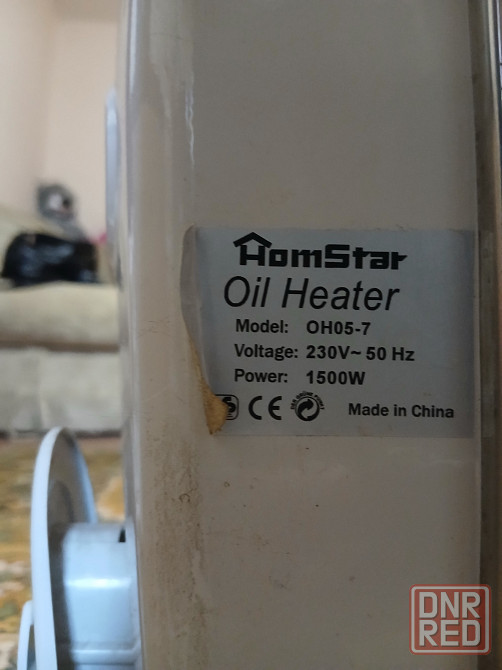 HomStar
Oil Heater
Model: OH05-7
Voltage: 230V~ 50 Hz
Power: 1500W
CE
Made in China
DNR
RED